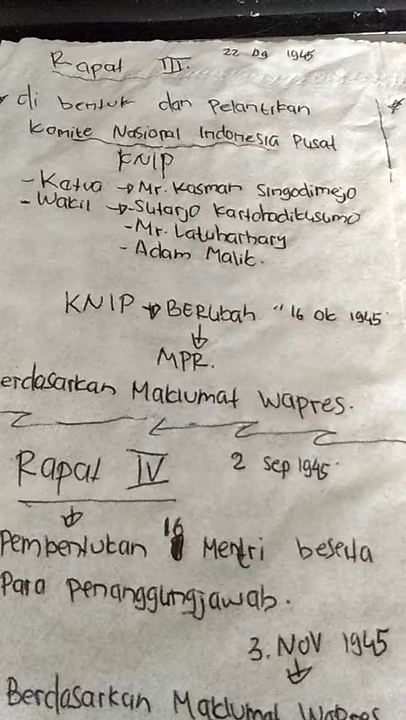 Rapat III. 22 Ag 1945
di bentuk dan Pelantikan
Komite Nasional Indonesia Pusat
KNIP
- Ketua → Mr. Kasman Singodimejo
- Wakil → Sutarjo Kartohadikusumo
- Mr. Latuharhary
- Adam Malik.
KNIP → BERUbah "16 Ok 1945
MPR.
erdasarkan Maklumat Wapres.
Rapat IV 2 Sep 1945
Pembentukan 16 Mentri beserta
Para penanggungjawab.
3. NOV 1945
Berdasarkan Maklumat Wapres